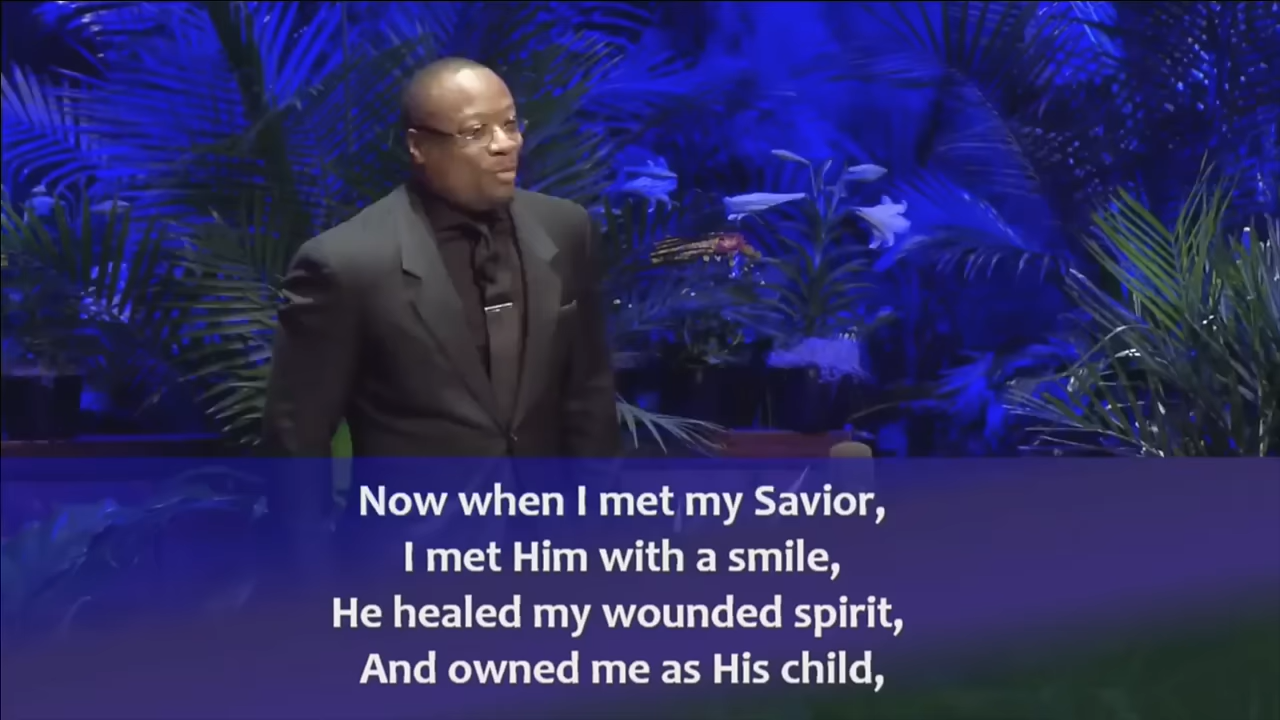 Now when I met my Savior,
I met Him with a smile,
He healed my wounded spirit,
And owned me as His child,